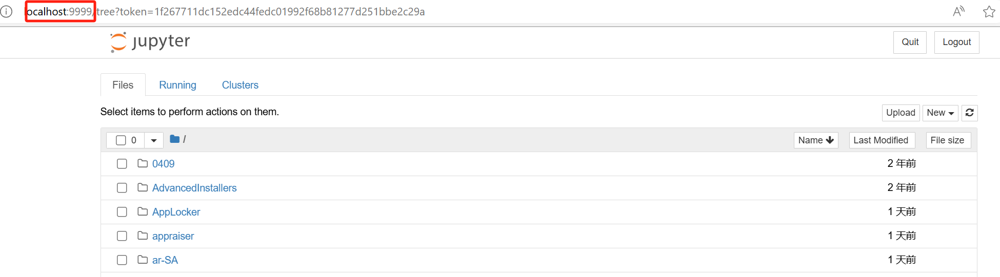 localhost:9999/tree?token=1f267711dc152edc44fedc01992f68b81277d251bbe2c29a
jupyter
Quit Logout
Files Running Clusters
Select items to perform actions on them.
Upload New
0 / Name Last Modified File size
0409 2 年前
AdvancedInstallers 2 年前
AppLocker 1 天前
appraiser 1 天前
ar-SA 1 天前